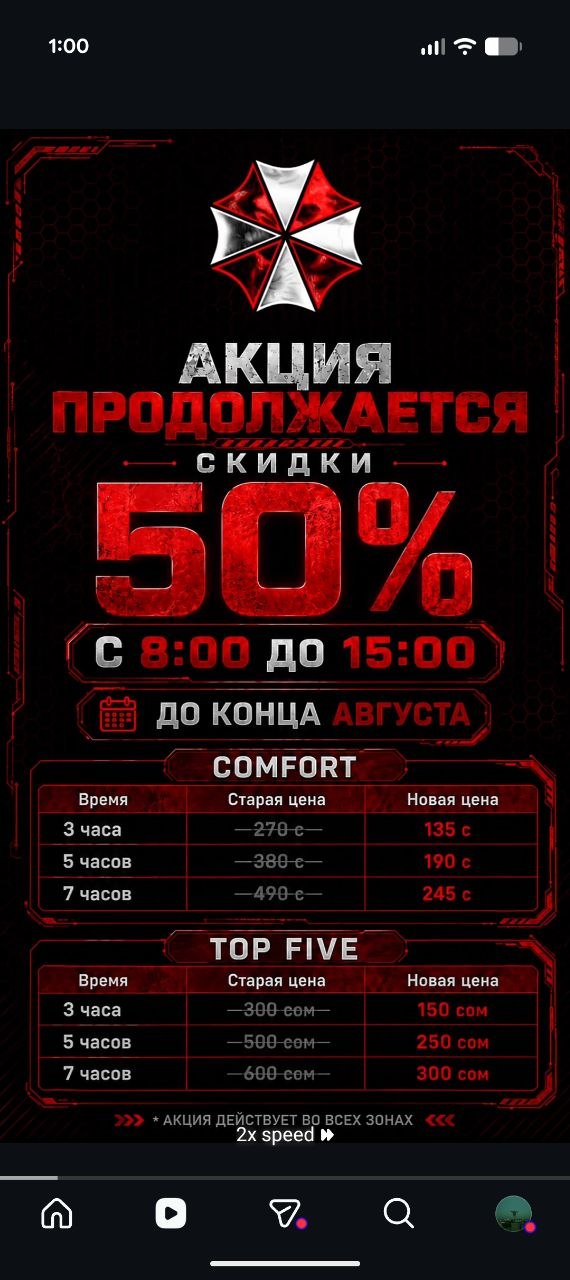 1:00
АКЦИЯ
ПРОДОЛЖАЕТСЯ
СКИДКИ
50%
С 8:00 ДО 15:00
ДО КОНЦА АВГУСТА
COMFORT
Время Старая цена Новая цена
3 часа 270 с 135 с
5 часов 380 с 190 с
7 часов 490 с 245 с
TOP FIVE
Время Старая цена Новая цена
3 часа 300 сом 150 сом
5 часов 500 сом 250 сом
7 часов 600 сом 300 сом
* АКЦИЯ ДЕЙСТВУЕТ ВО ВСЕХ ЗОНАХ
2x speed